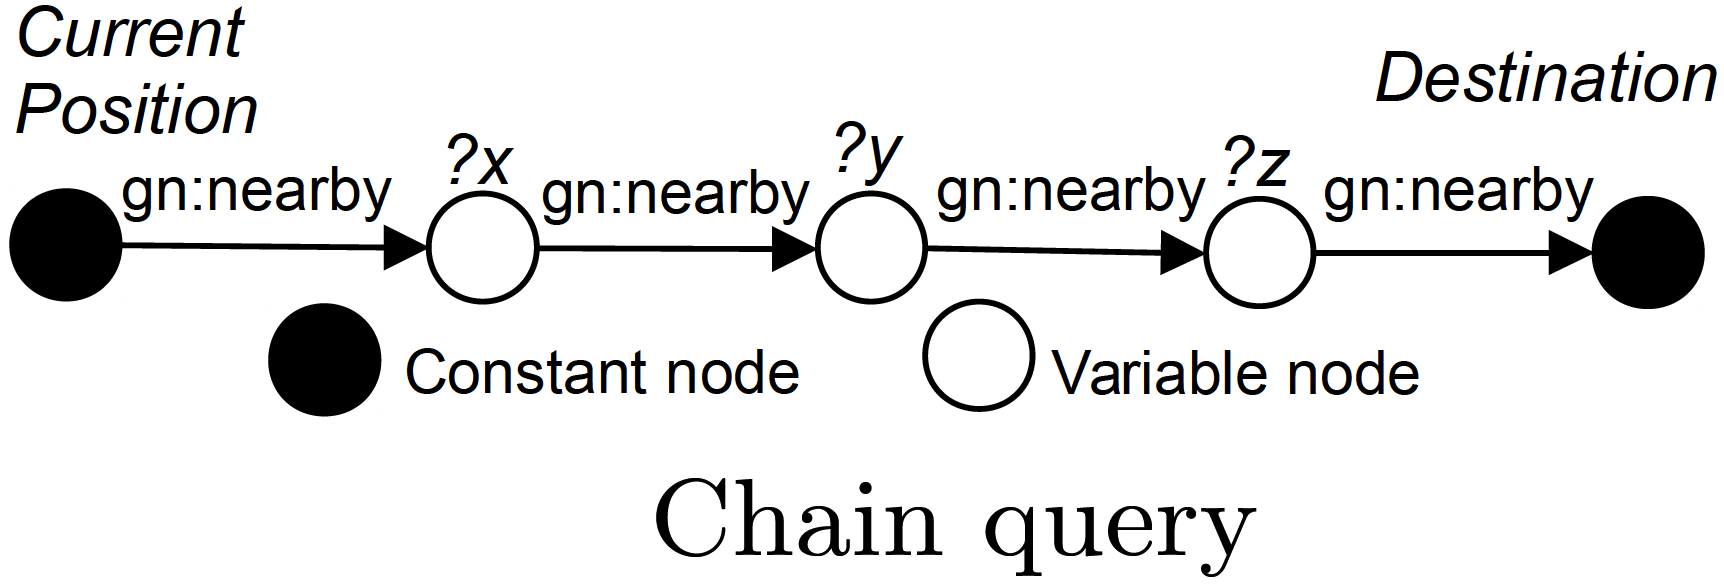 Current
Position
Destination
?x
?y
?z
gn:nearby
gn:nearby
gn:nearby
gn:nearby
Constant node
Variable node
Chain query